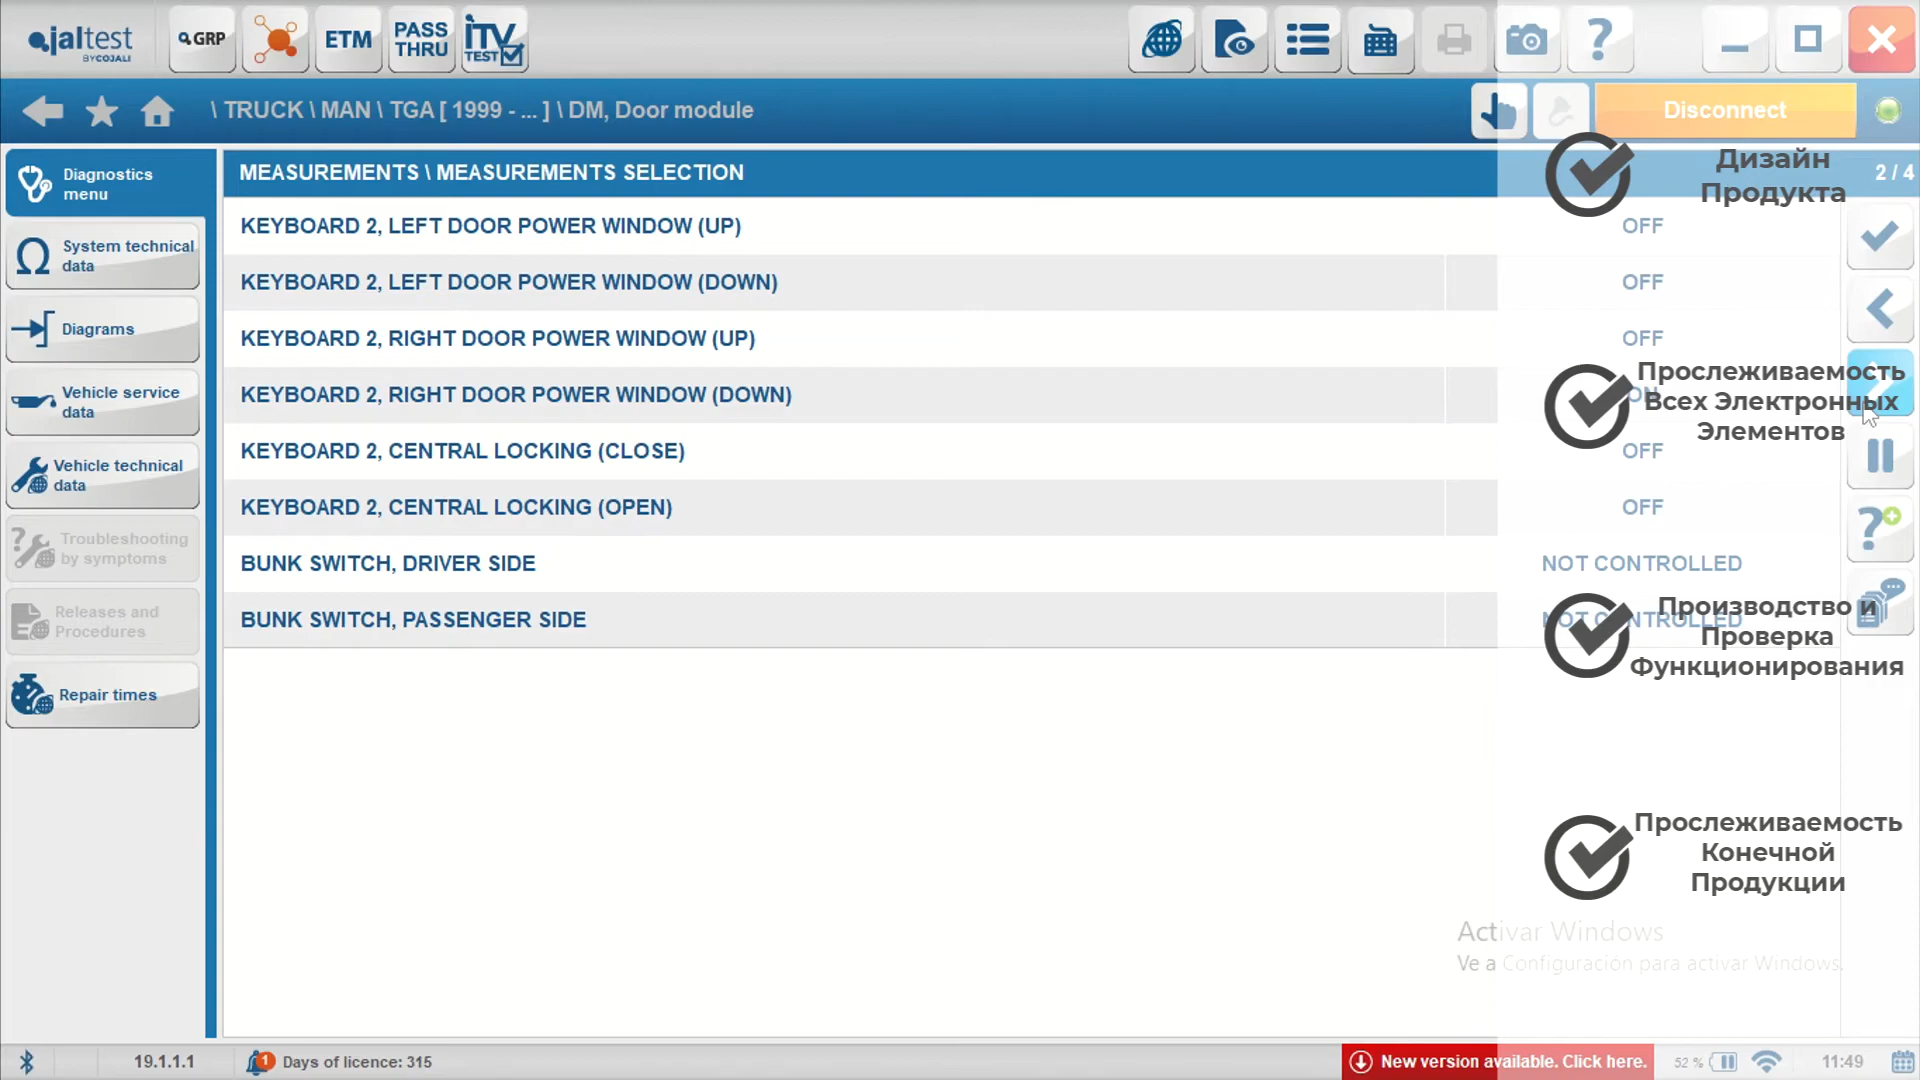 jaltest
BY COJALI
GRP
ETM
PASS
THRU
iTV
TEST
\ TRUCK \ MAN \ TGA [ 1999 - ... ] \ DM, Door module
Disconnect
Diagnostics
menu
System technical
data
Diagrams
Vehicle service
data
Vehicle technical
data
Troubleshooting
by symptoms
Releases and
Procedures
Repair times
MEASUREMENTS \ MEASUREMENTS SELECTION
2 / 4
KEYBOARD 2, LEFT DOOR POWER WINDOW (UP)
OFF
KEYBOARD 2, LEFT DOOR POWER WINDOW (DOWN)
OFF
KEYBOARD 2, RIGHT DOOR POWER WINDOW (UP)
OFF
KEYBOARD 2, RIGHT DOOR POWER WINDOW (DOWN)
ON
KEYBOARD 2, CENTRAL LOCKING (CLOSE)
OFF
KEYBOARD 2, CENTRAL LOCKING (OPEN)
OFF
BUNK SWITCH, DRIVER SIDE
NOT CONTROLLED
BUNK SWITCH, PASSENGER SIDE
NOT CONTROLLED
Дизайн
Продукта
Прослеживаемость
Всех Электронных
Элементов
Производство и
Проверка
Функционирования
Прослеживаемость
Конечной
Продукции
Activar Windows
Ve a Configuración para activar Windows.
19.1.1.1
1
Days of licence: 315
New version available. Click here.
52 %
11:49